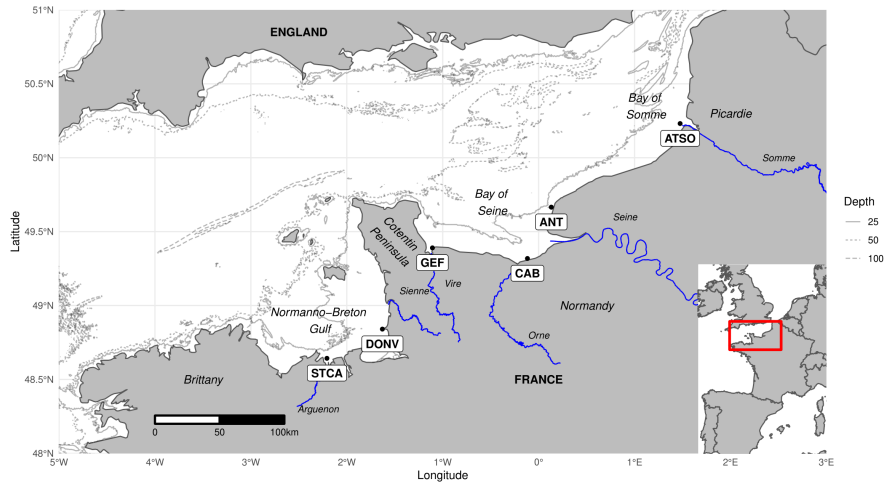 51°N
50.5°N
50°N
49.5°N
49°N
48.5°N
48°N
Latitude
ENGLAND
Bay of
Somme
Picardie
ATSO
Somme
Bay of
Seine
ANT
Seine
Cotentin
Peninsula
GEF
CAB
Sienne
Vire
Normandy
Normanno−Breton
Gulf
DONV
Orne
STCA
Brittany
FRANCE
Arguenon
0
50
100km
5°W
4°W
3°W
2°W
1°W
0°
1°E
2°E
3°E
Longitude
Depth
25
50
100